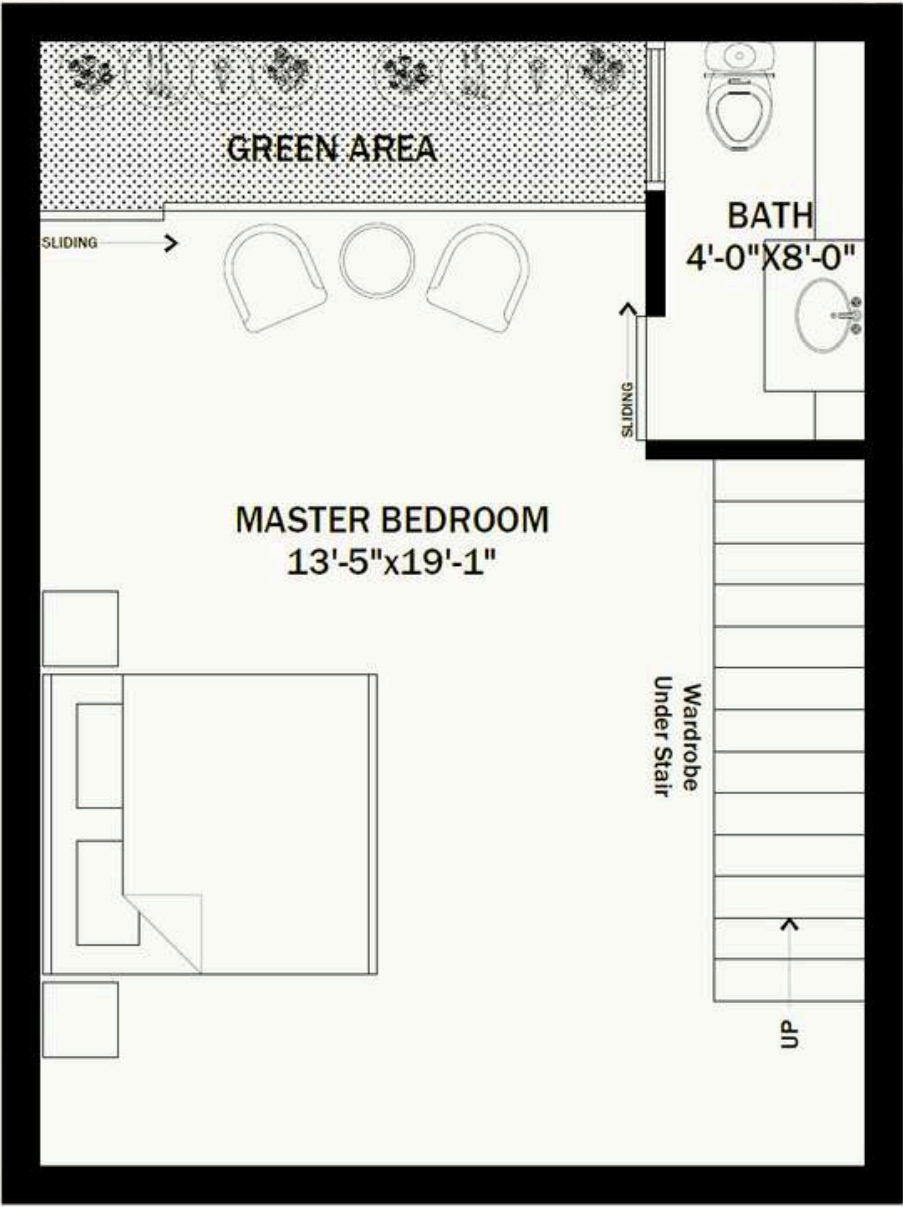 GREEN AREA
BATH
4'-0"X8'-0"
SLIDING
SLIDING
MASTER BEDROOM
13'-5"x19'-1"
Wardrobe
Under Stair
UP